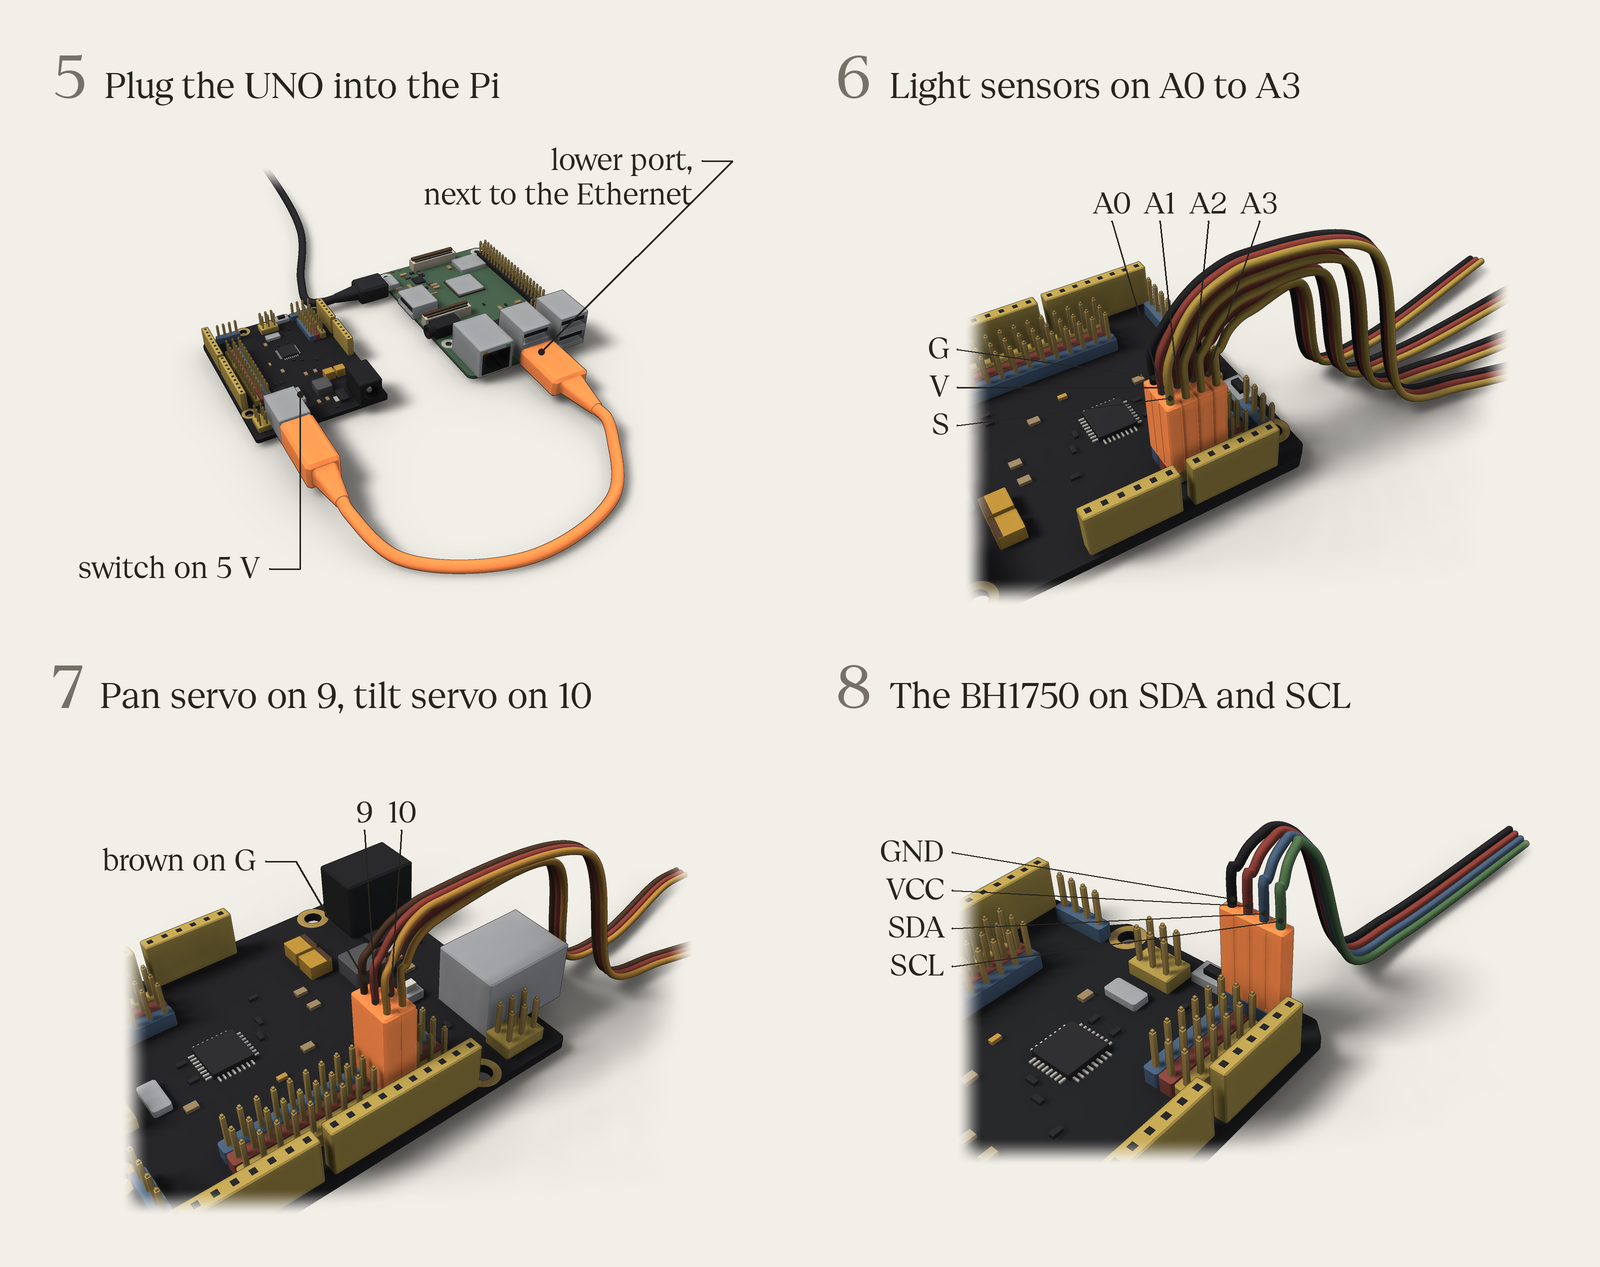 5 Plug the UNO into the Pi
lower port,
next to the Ethernet
switch on 5 V
6 Light sensors on A0 to A3
A0 A1 A2 A3
G
V
S
7 Pan servo on 9, tilt servo on 10
9 10
brown on G
8 The BH1750 on SDA and SCL
GND
VCC
SDA
SCL